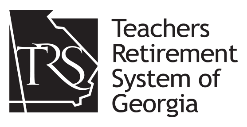 TRS
Teachers
Retirement
System of
Georgia